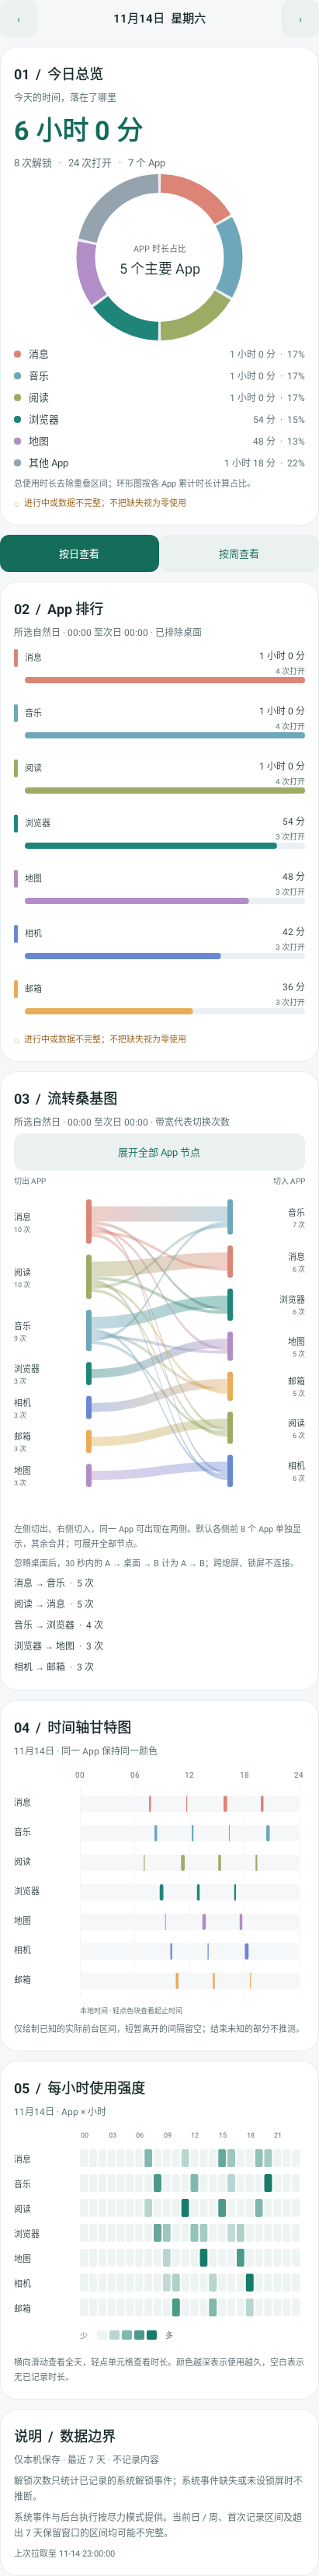 ‹ 11月14日 星期六 ›
01 / 今日总览
今天的时间，落在了哪里
6 小时 0 分
8 次解锁 · 24 次打开 · 7 个 App
APP 时长占比
5 个主要 App
消息 1 小时 0 分 · 17%
音乐 1 小时 0 分 · 17%
阅读 1 小时 0 分 · 17%
浏览器 54 分 · 15%
地图 48 分 · 13%
其他 App 1 小时 18 分 · 22%
总使用时长去除重叠区间；环形图按各 App 累计时长计算占比。
○ 进行中或数据不完整；不把缺失视为零使用
按日查看 按周查看
02 / App 排行
所选自然日 · 00:00 至次日 00:00 · 已排除桌面
消息 1 小时 0 分
4 次打开
音乐 1 小时 0 分
4 次打开
阅读 1 小时 0 分
4 次打开
浏览器 54 分
3 次打开
地图 48 分
3 次打开
相机 42 分
3 次打开
邮箱 36 分
3 次打开
○ 进行中或数据不完整；不把缺失视为零使用
03 / 流转桑基图
所选自然日 · 00:00 至次日 00:00 · 带宽代表切换次数
展开全部 App 节点
切出 APP 切入 APP
消息
10 次
阅读
10 次
音乐
9 次
浏览器
3 次
相机
3 次
邮箱
3 次
地图
3 次
音乐
7 次
消息
6 次
浏览器
6 次
地图
5 次
邮箱
5 次
阅读
6 次
相机
6 次
左侧切出、右侧切入，同一 App 可出现在两侧。默认各侧前 8 个 App 单独显
示，其余合并；可展开全部节点。
忽略桌面后，30 秒内的 A → 桌面 → B 计为 A → B；跨熄屏、锁屏不连接。
消息 → 音乐 · 5 次
阅读 → 消息 · 5 次
音乐 → 浏览器 · 4 次
浏览器 → 地图 · 3 次
相机 → 邮箱 · 3 次
04 / 时间轴甘特图
11月14日 · 同一 App 保持同一颜色
00 06 12 18 24
消息
音乐
阅读
浏览器
地图
相机
邮箱
本地时间 · 轻点色块查看起止时间
仅绘制已知的实际前台区间，短暂离开的间隔留空；结束未知的部分不推测。
05 / 每小时使用强度
11月14日 · App × 小时
00 03 06 09 12 15 18 21
消息
音乐
阅读
浏览器
地图
相机
邮箱
少 多
横向滑动查看全天，轻点单元格查看时长。颜色越深表示使用越久，空白表示
无已记录时长。
说明 / 数据边界
仅本机保存 · 最近 7 天 · 不记录内容
解锁次数只统计已记录的系统解锁事件；系统事件缺失或未设锁屏时不
推断。
系统事件与后台执行按尽力模式提供。当前日 / 周、首次记录区间及超
出 7 天保留窗口的区间均可能不完整。
上次拉取至 11-14 23:00:00